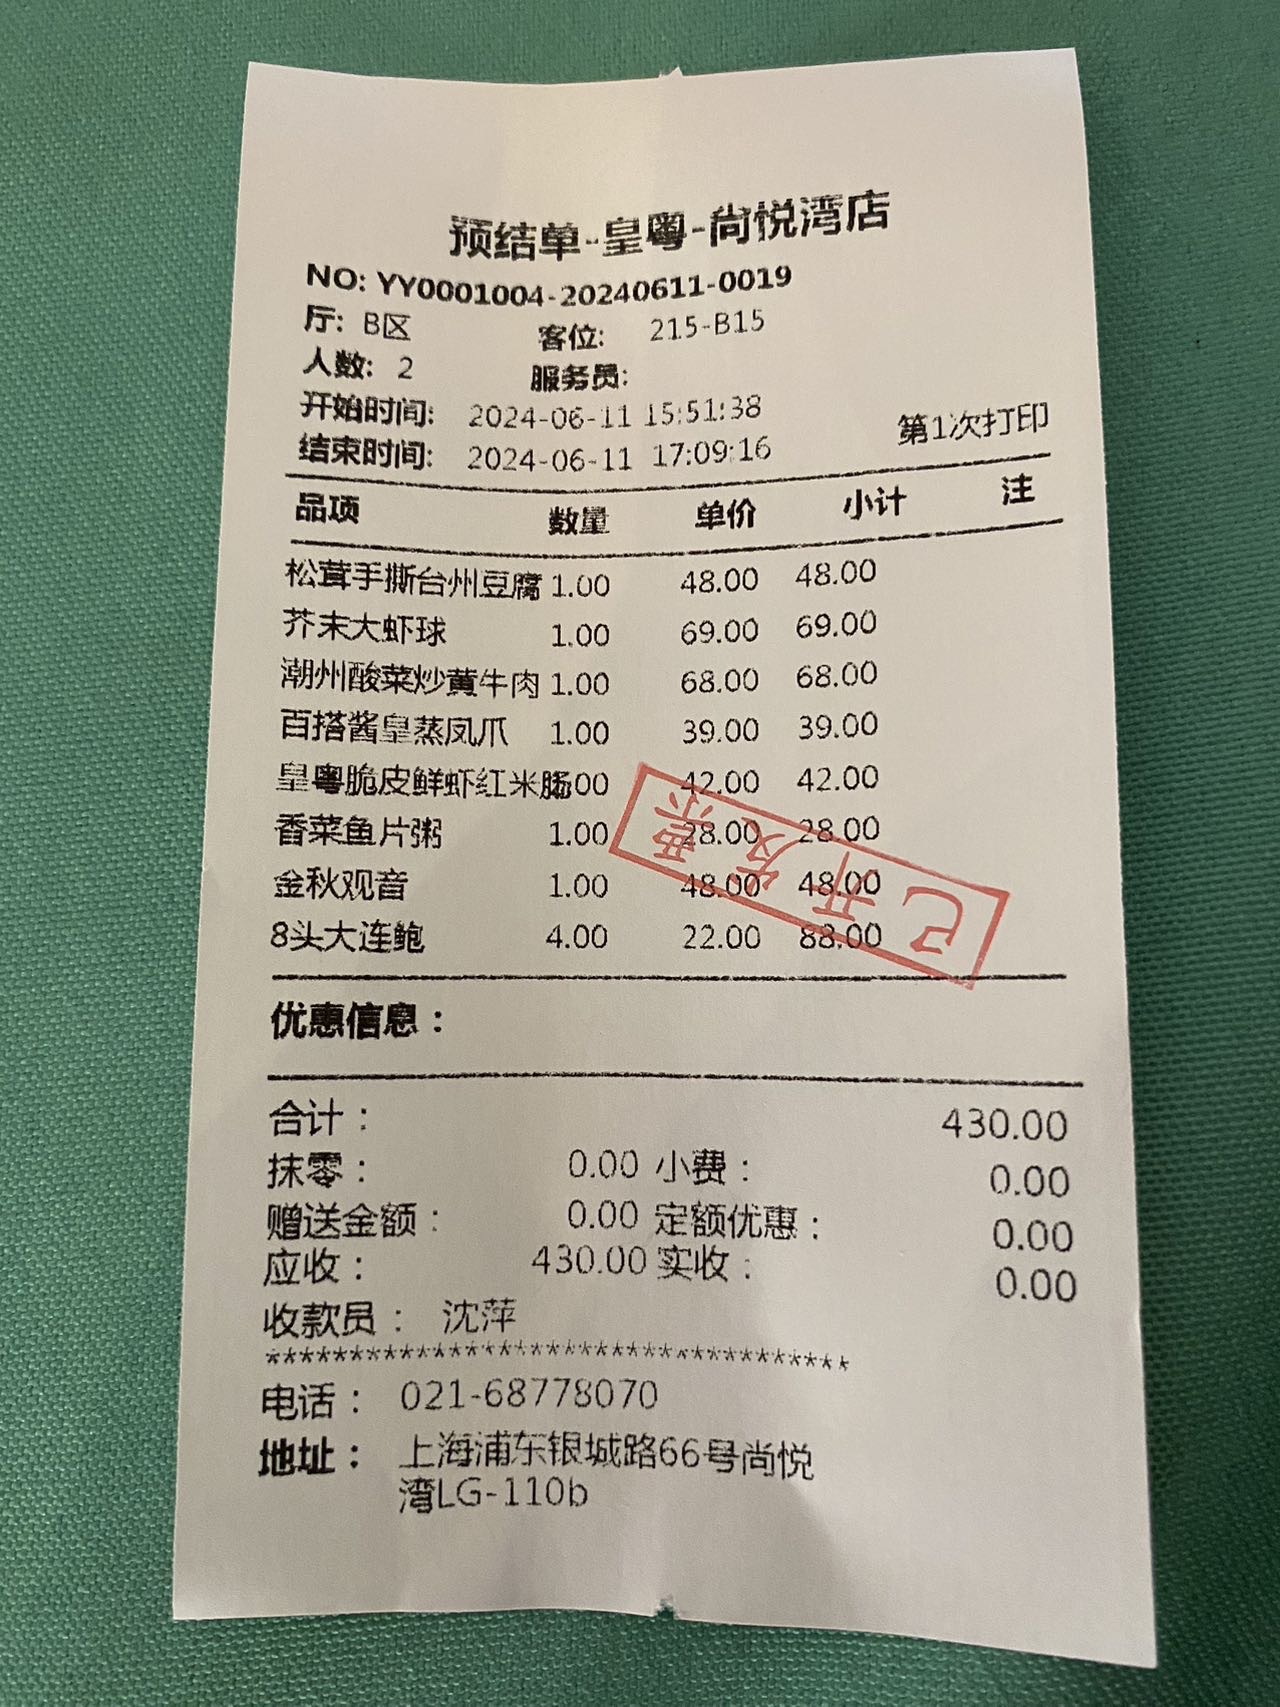 预结单-皇粤-尚悦湾店
NO: YY0001004-20240611-0019
厅: B区 客位: 215-B15
人数: 2 服务员:
开始时间: 2024-06-11 15:51:38
结束时间: 2024-06-11 17:09:16 第1次打印
品项 数量 单价 小计 注
松茸手撕台州豆腐 1.00 48.00 48.00
芥末大虾球 1.00 69.00 69.00
潮州酸菜炒黄牛肉 1.00 68.00 68.00
百搭酱皇蒸凤爪 1.00 39.00 39.00
皇粤脆皮鲜虾红米肠 1.00 42.00 42.00
香菜鱼片粥 1.00 28.00 28.00
金秋观音 1.00 48.00 48.00
8头大连鲍 4.00 22.00 88.00
已开发票
优惠信息：
合计： 430.00
抹零： 0.00 小费： 0.00
赠送金额： 0.00 定额优惠： 0.00
应收： 430.00 实收： 0.00
收款员： 沈萍
************************************
电话： 021-68778070
地址： 上海浦东银城路66号尚悦
湾LG-110b